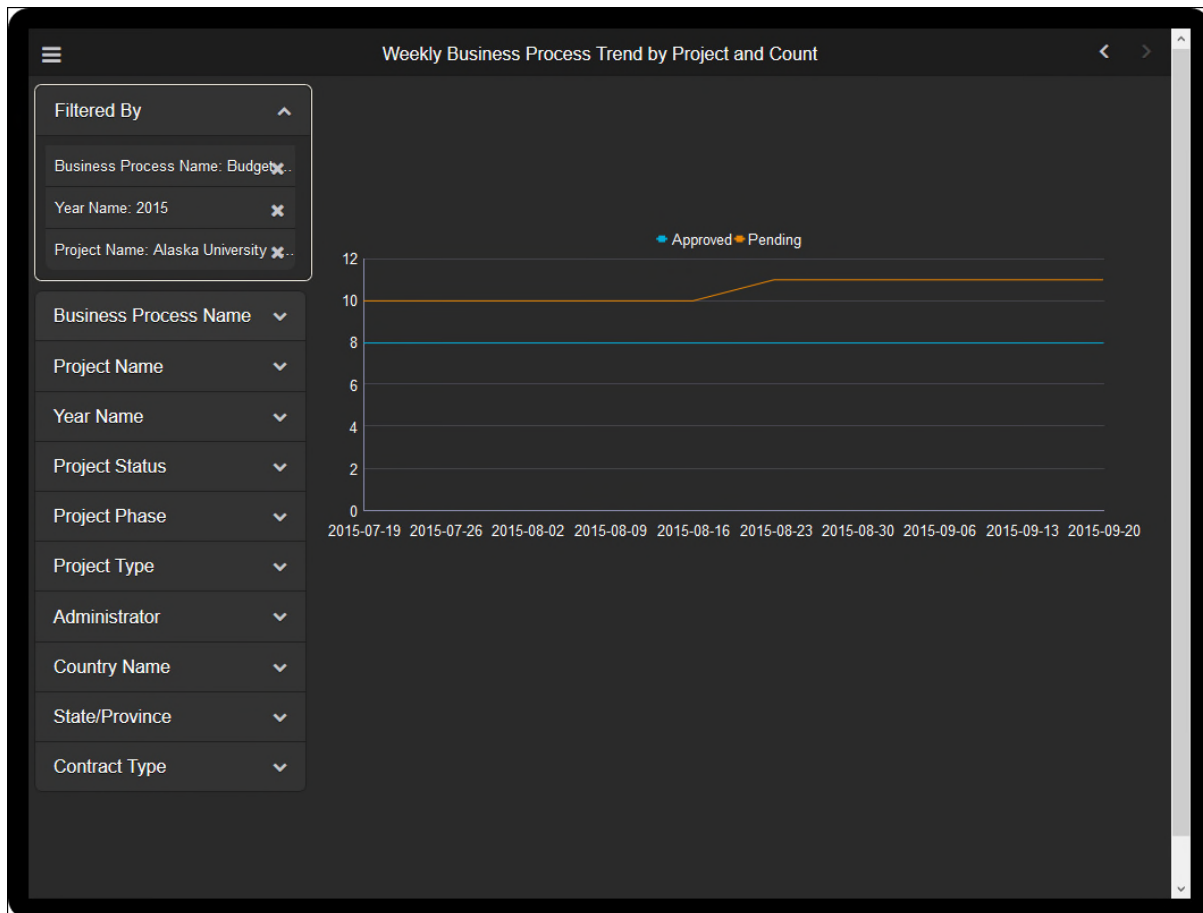 Weekly Business Process Trend by Project and Count
Filtered By
Business Process Name: Budget...
Year Name: 2015
Project Name: Alaska University ...
Business Process Name
Project Name
Year Name
Project Status
Project Phase
Project Type
Administrator
Country Name
State/Province
Contract Type
Approved Pending
12
10
8
6
4
2
0
2015-07-19 2015-07-26 2015-08-02 2015-08-09 2015-08-16 2015-08-23 2015-08-30 2015-09-06 2015-09-13 2015-09-20